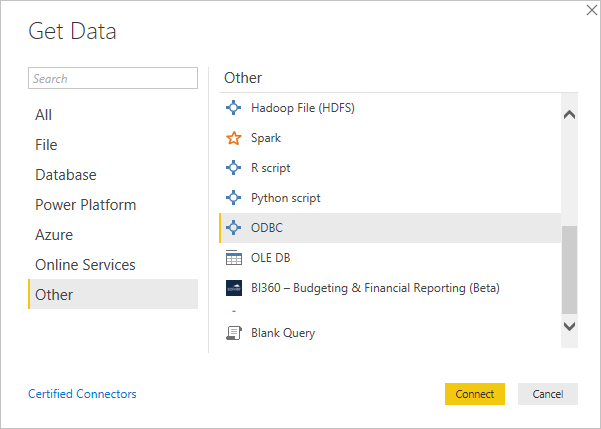 Get Data
Search
All
File
Database
Power Platform
Azure
Online Services
Other
Other
Hadoop File (HDFS)
Spark
R script
Python script
ODBC
OLE DB
BI360 – Budgeting & Financial Reporting (Beta)
-
Blank Query
Certified Connectors
Connect
Cancel